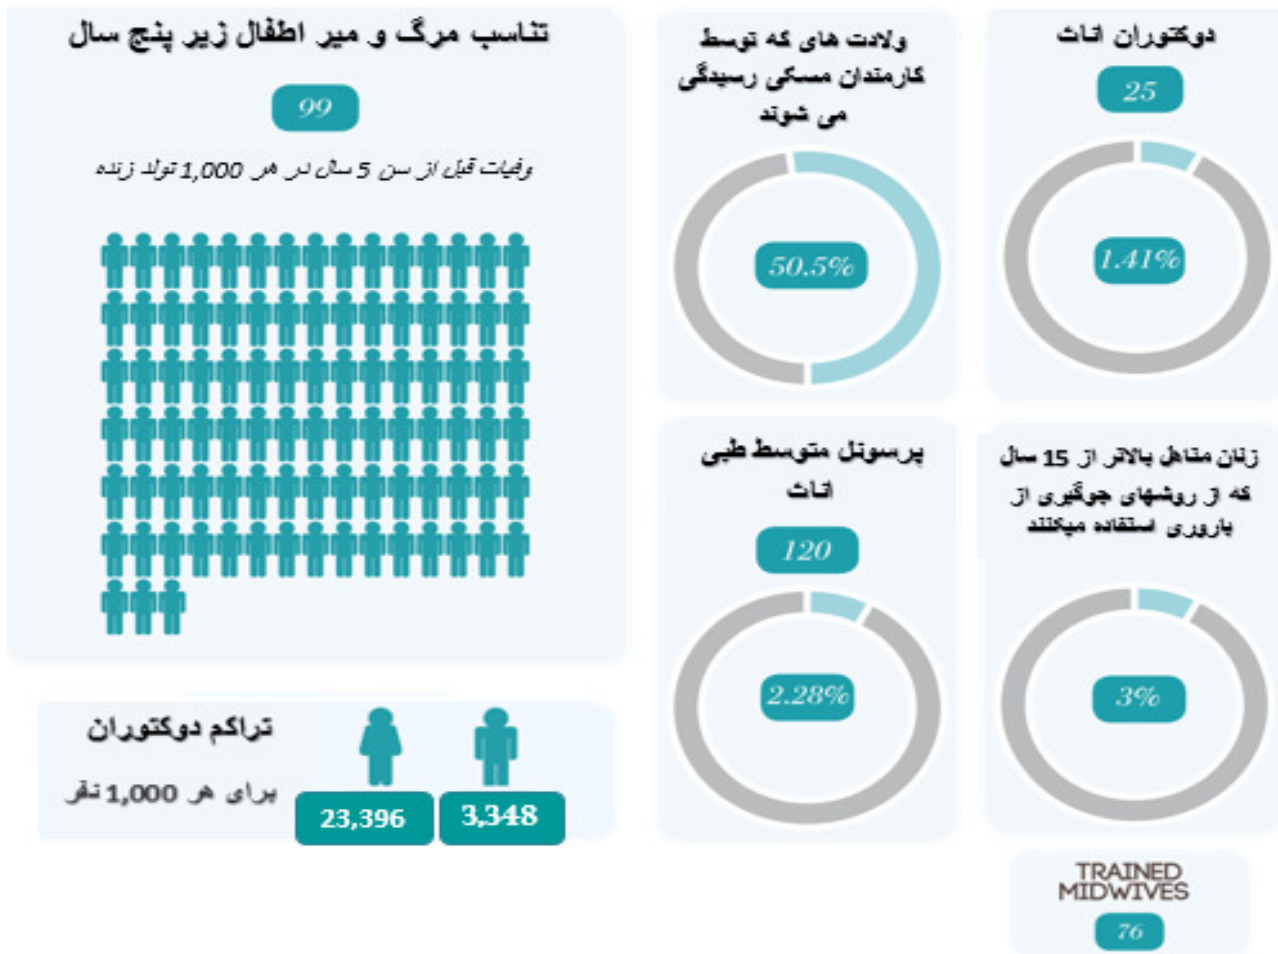 تناسب مرگ و میر اطفال زیر پنج سال
99
وفیات قبل از سن 5 سال در هر 1,000 تولد زنده
ولادت های که توسط
کارمندان مسکی رسیدگی
می شوند
50.5%
دوکتوران اناث
25
1.41%
پرسونل متوسط طبی
اناث
120
2.28%
زنان متاهل بالاتر از 15 سال
که از روشهای جوگیری از
باروری استفاده میکنند
3%
تراکم دوکتوران
برای هر 1,000 نفر
23,396
3,348
TRAINED
MIDWIVES
76